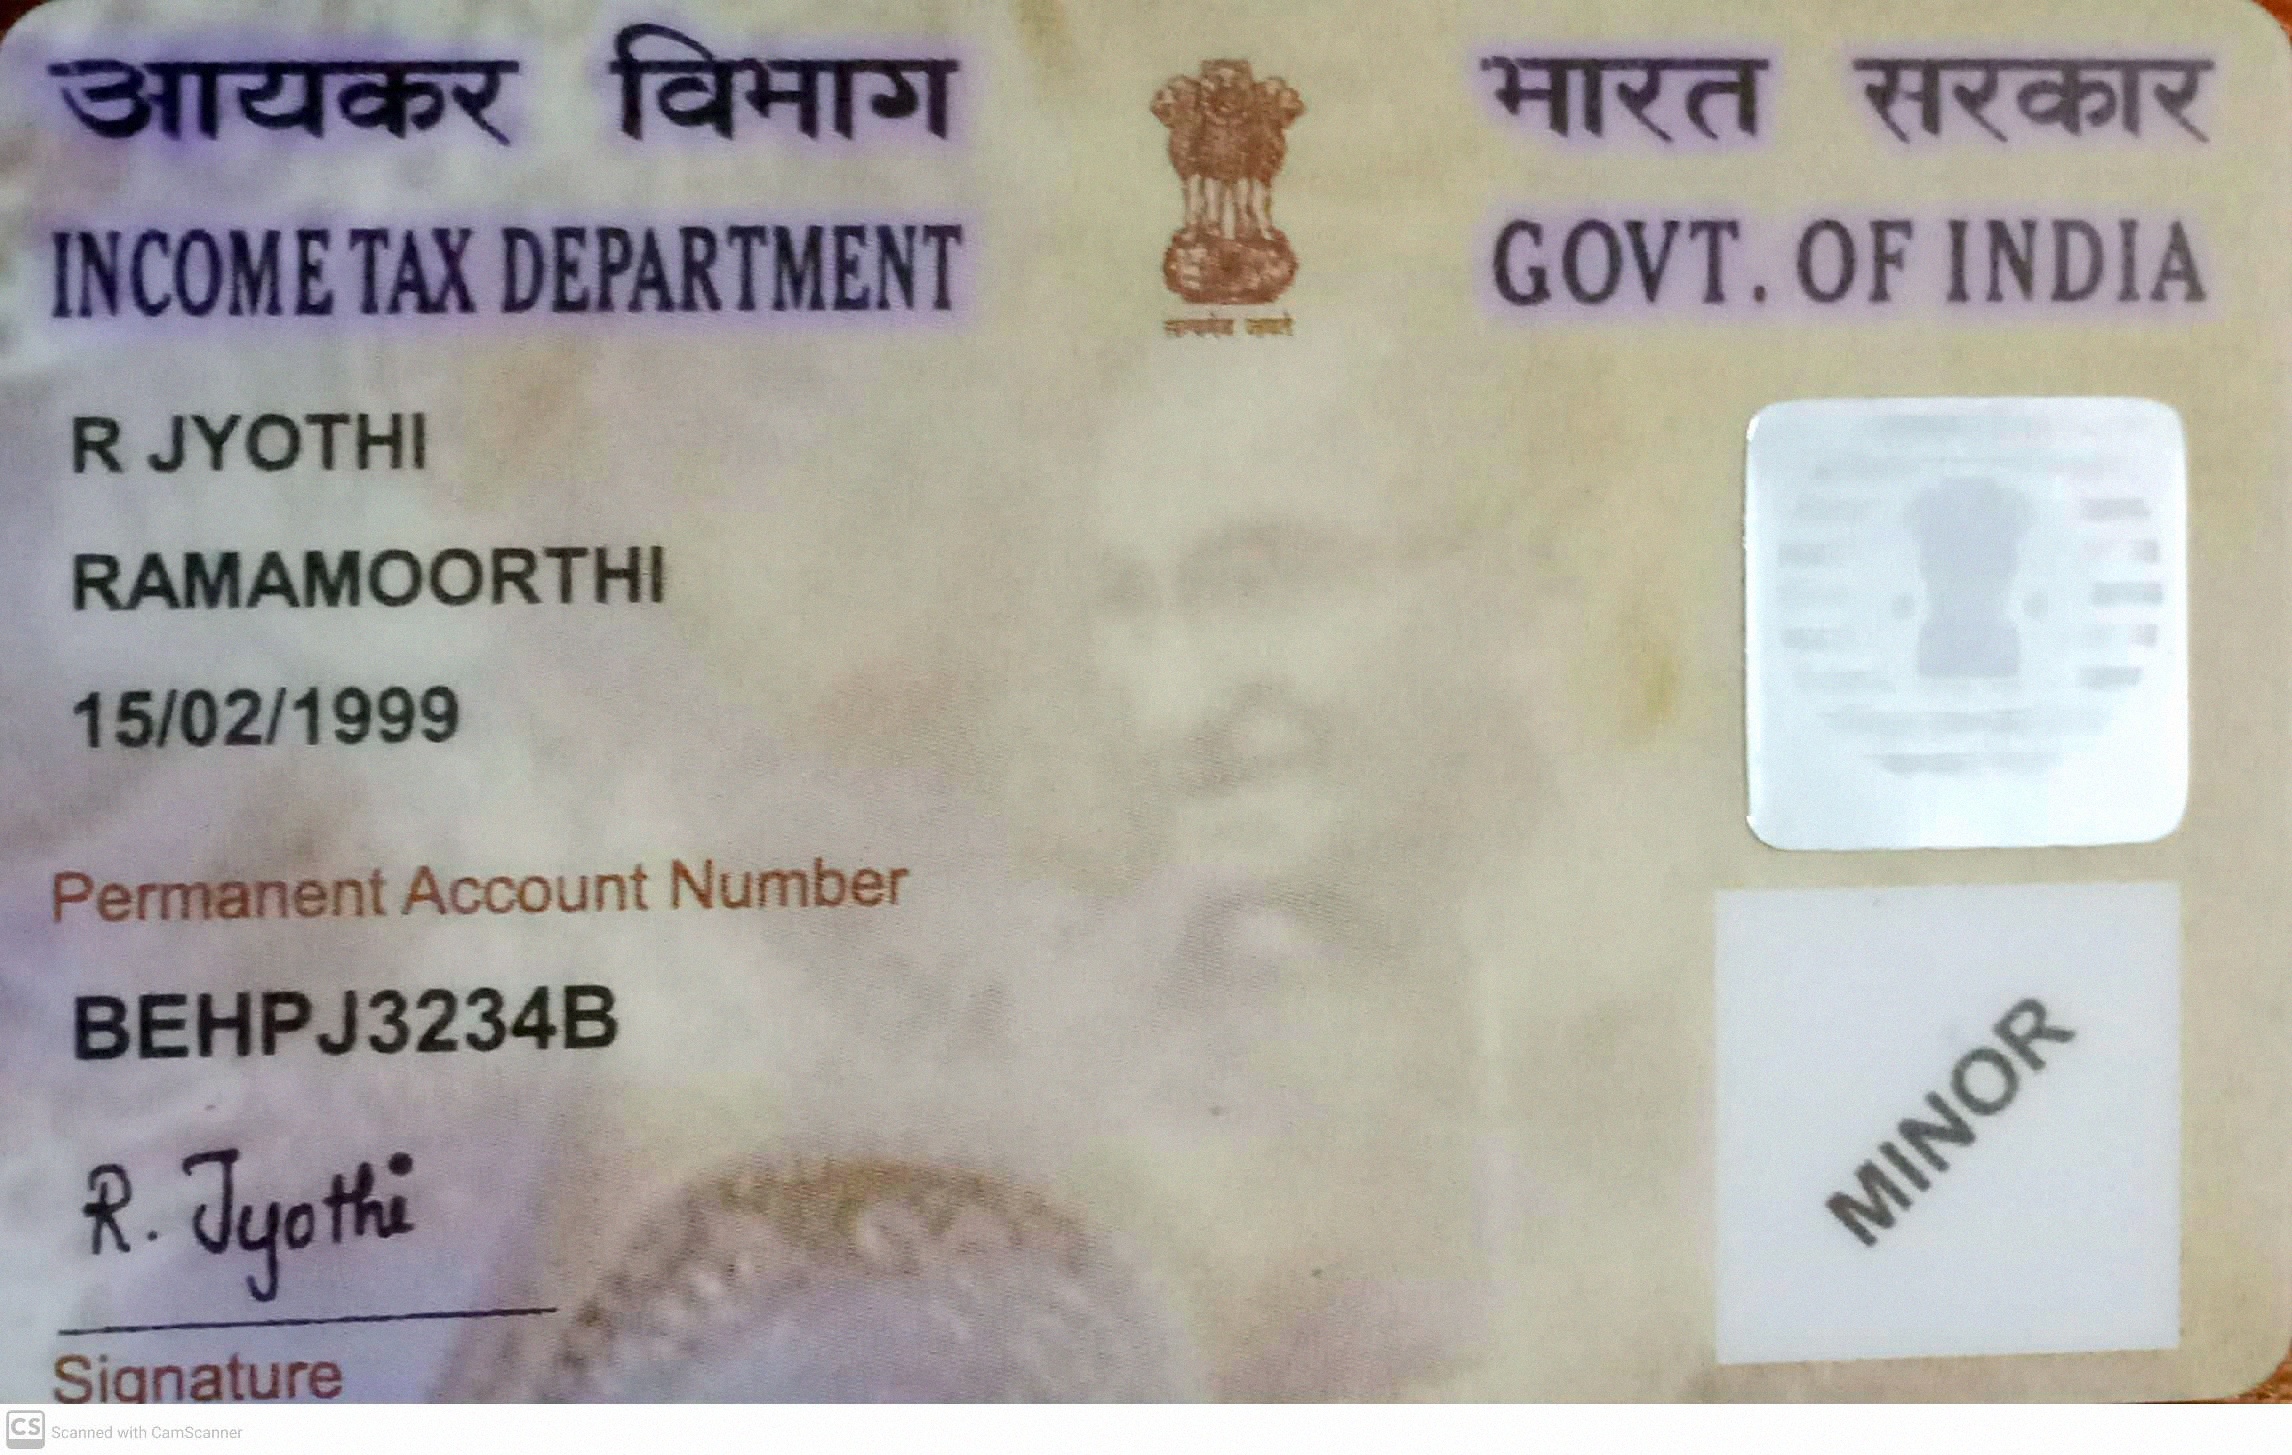 आयकर विभाग
INCOME TAX DEPARTMENT
भारत सरकार
GOVT. OF INDIA
सत्यमेव जयते
R JYOTHI
RAMAMOORTHI
15/02/1999
Permanent Account Number
BEHPJ3234B
R. Jyothi
Signature
MINOR
CS Scanned with CamScanner